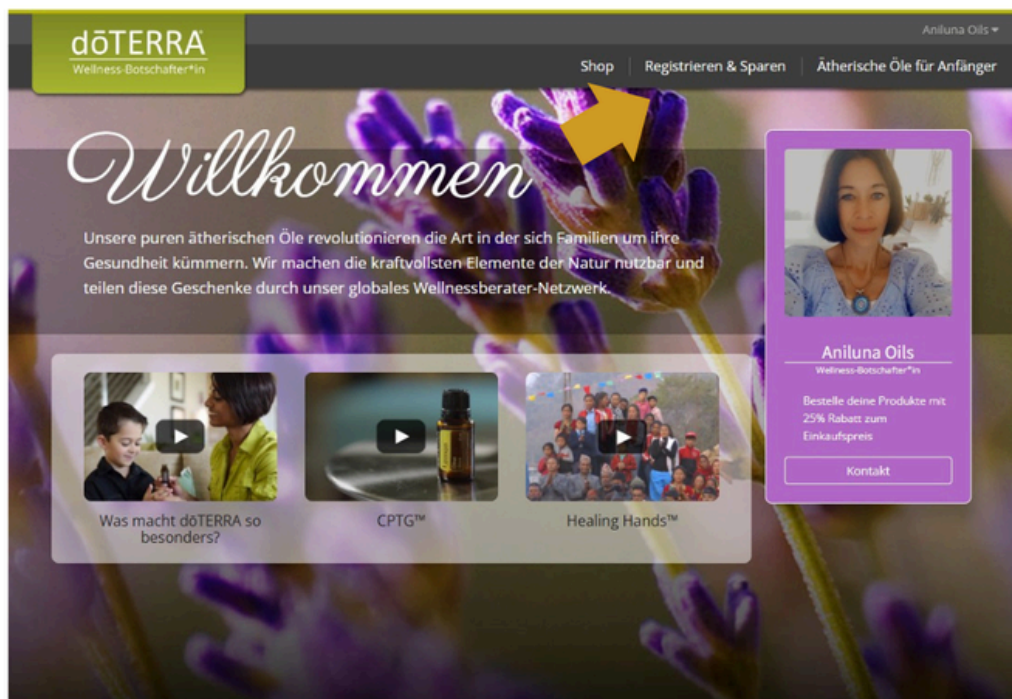 dōTERRA
Wellness-Botschafter*in
Aniluna Oils
Shop
Registrieren & Sparen
Ätherische Öle für Anfänger
Willkommen
Unsere puren ätherischen Öle revolutionieren die Art in der sich Familien um ihre
Gesundheit kümmern. Wir machen die kraftvollsten Elemente der Natur nutzbar und
teilen diese Geschenke durch unser globales Wellnessberater-Netzwerk.
Was macht dōTERRA so
besonders?
CPTG™
Healing Hands™
Aniluna Oils
Wellness-Botschafter*in
Bestelle deine Produkte mit
25% Rabatt zum
Einkaufspreis
Kontakt